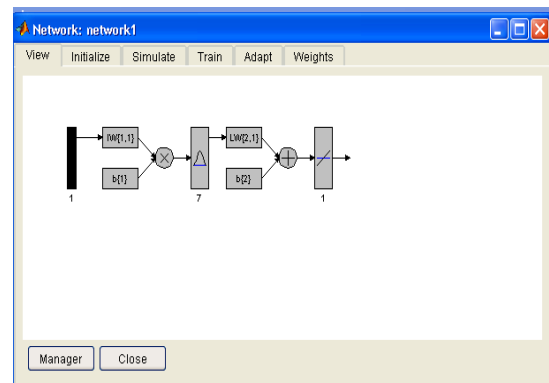 Network: network1
View Initialize Simulate Train Adapt Weights
IW{1,1} LW{2,1}
b{1} b{2}
1 7 1
Manager Close